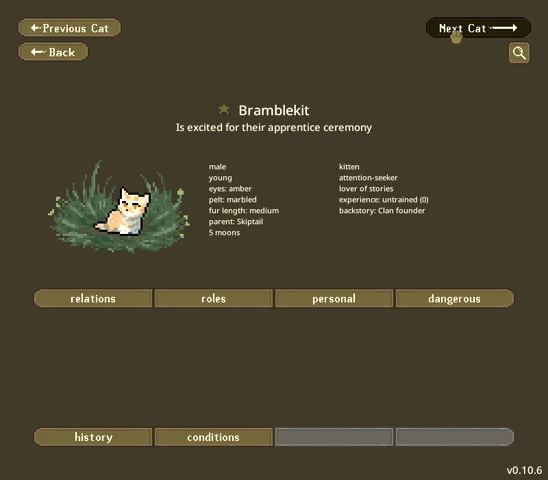 Previous Cat
Next Cat
Back
Bramblekit
Is excited for their apprentice ceremony
male
young
eyes: amber
pelt: marbled
fur length: medium
parent: Skiptail
5 moons
kitten
attention-seeker
lover of stories
experience: untrained (0)
backstory: Clan founder
relations
roles
personal
dangerous
history
conditions
v0.10.6